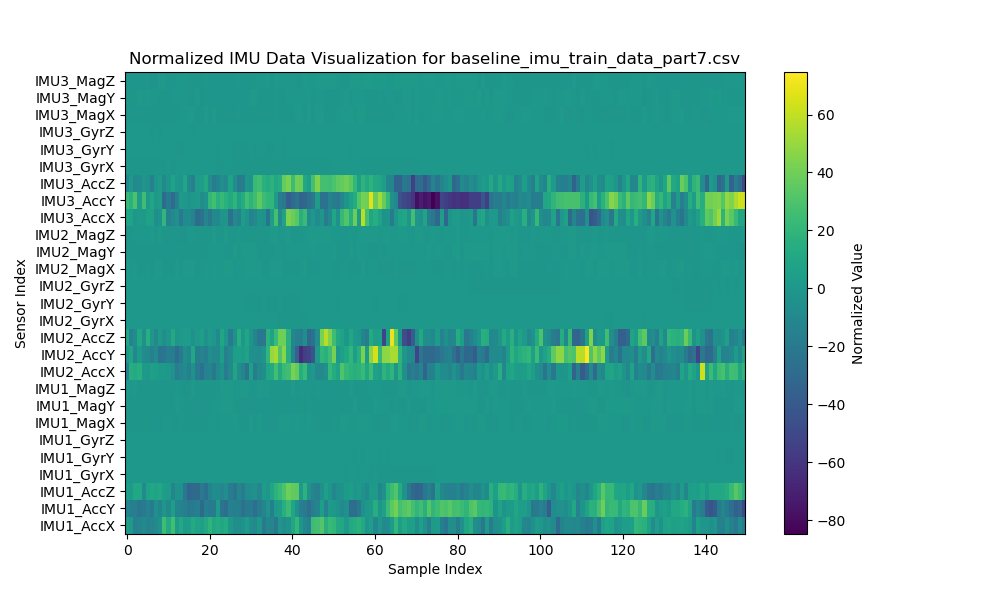 Normalized IMU Data Visualization for baseline_imu_train_data_part7.csv
IMU3_MagZ
IMU3_MagY
IMU3_MagX
IMU3_GyrZ
IMU3_GyrY
IMU3_GyrX
IMU3_AccZ
IMU3_AccY
IMU3_AccX
IMU2_MagZ
IMU2_MagY
IMU2_MagX
IMU2_GyrZ
IMU2_GyrY
IMU2_GyrX
IMU2_AccZ
IMU2_AccY
IMU2_AccX
IMU1_MagZ
IMU1_MagY
IMU1_MagX
IMU1_GyrZ
IMU1_GyrY
IMU1_GyrX
IMU1_AccZ
IMU1_AccY
IMU1_AccX
Sensor Index
0 20 40 60 80 100 120 140
Sample Index
60
40
20
0
−20
−40
−60
−80
Normalized Value